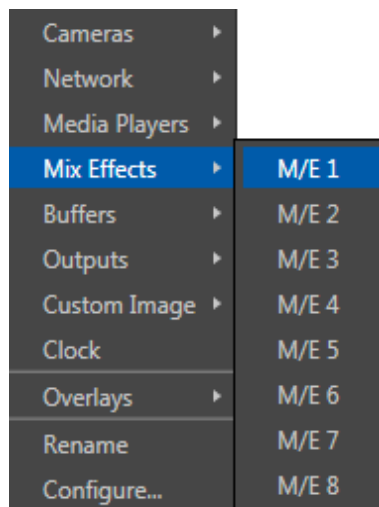 Cameras
Network
Media Players
Mix Effects
Buffers
Outputs
Custom Image
Clock
Overlays
Rename
Configure...
M/E 1
M/E 2
M/E 3
M/E 4
M/E 5
M/E 6
M/E 7
M/E 8